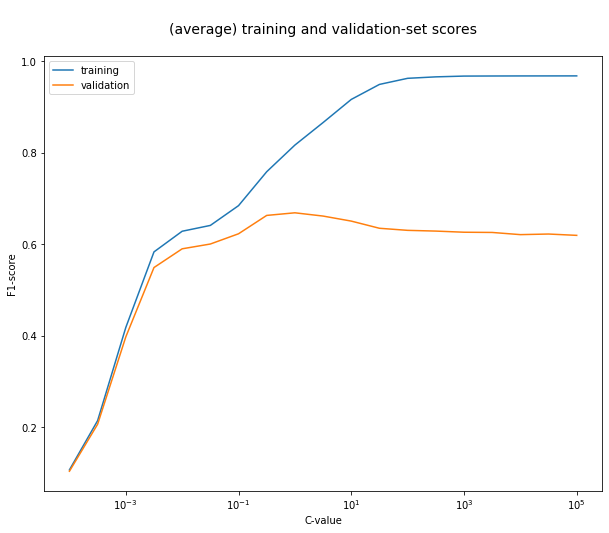 (average) training and validation-set scores
training
validation
1.0
0.8
0.6
0.4
0.2
F1-score
10⁻³
10⁻¹
10¹
10³
10⁵
C-value